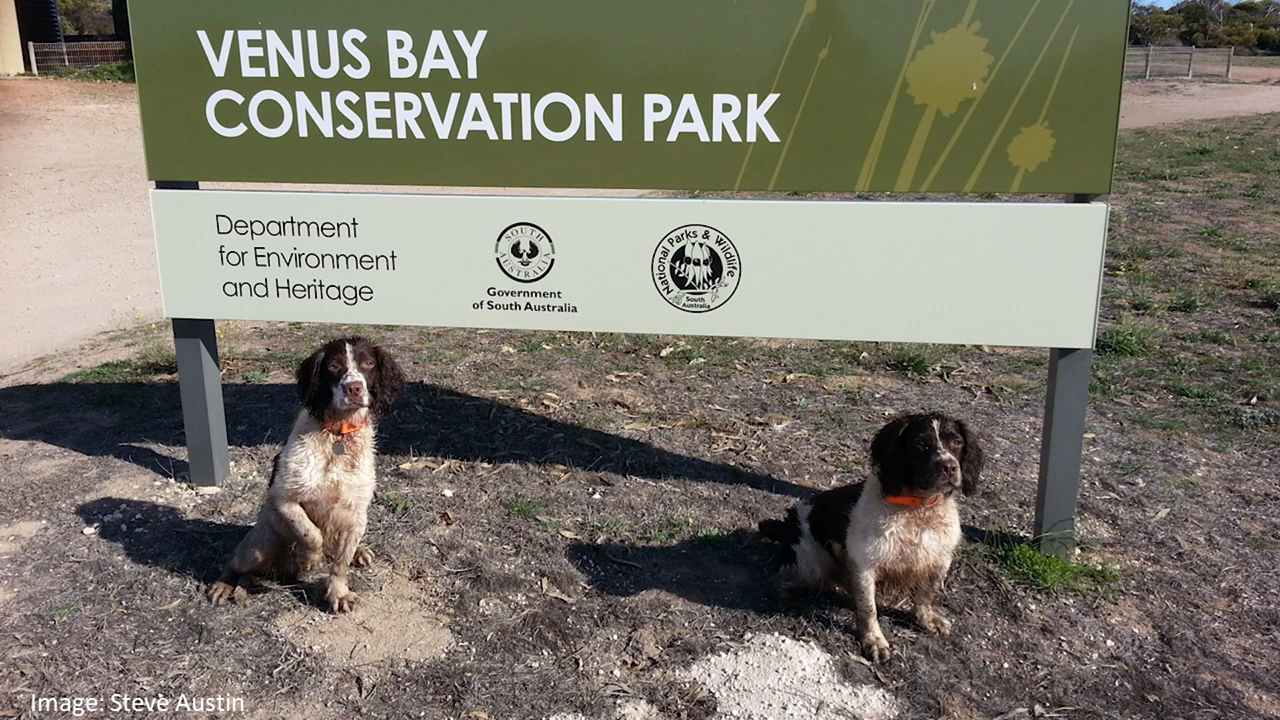 VENUS BAY
CONSERVATION PARK
Department
for Environment
and Heritage
SOUTH
AUSTRALIA
Government
of South Australia
National Parks & Wildlife
South
Australia
Image: Steve Austin